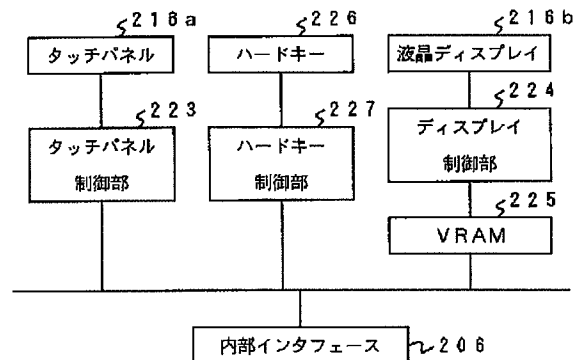 216a
タッチパネル
226
ハードキー
216b
液晶ディスプレイ
223
タッチパネル
制御部
227
ハードキー
制御部
224
ディスプレイ
制御部
225
VRAM
内部インタフェース
206